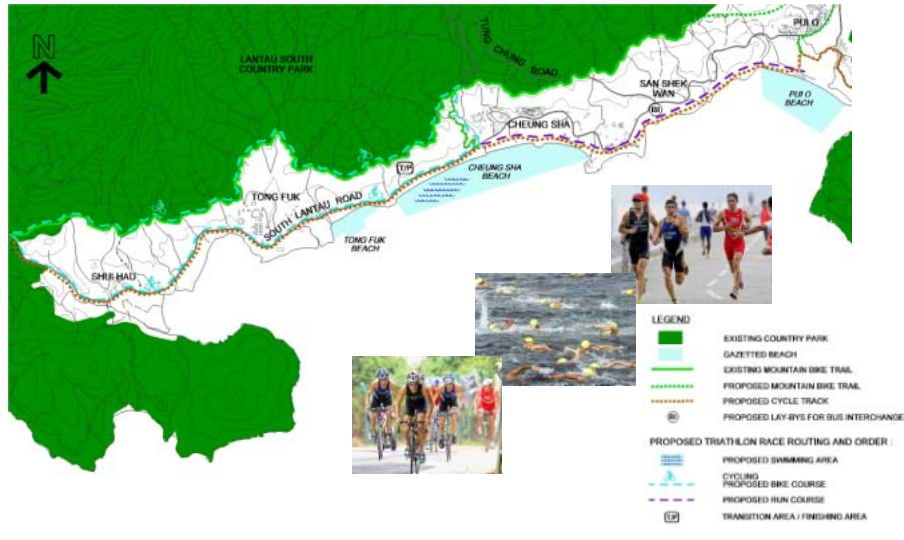 N
LANTAU SOUTH
COUNTRY PARK
TUNG CHUNG ROAD
PUI O
SAN SHEK
WAN
BI
CHEUNG SHA
PUI O
BEACH
T/P
CHEUNG SHA
BEACH
TONG FUK
SOUTH LANTAU ROAD
TONG FUK
BEACH
SHUI HAU
LEGEND
EXISTING COUNTRY PARK
GAZETTED BEACH
EXISTING MOUNTAIN BIKE TRAIL
PROPOSED MOUNTAIN BIKE TRAIL
PROPOSED CYCLE TRACK
BI PROPOSED LAY-BYS FOR BUS INTERCHANGE
PROPOSED TRIATHLON RACE ROUTING AND ORDER :
PROPOSED SWIMMING AREA
CYCLING
PROPOSED BIKE COURSE
PROPOSED RUN COURSE
T/P TRANSITION AREA / FINISHING AREA